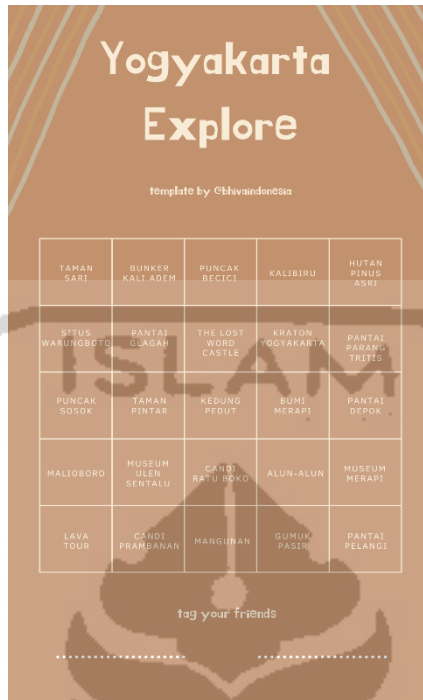 Yogyakarta
Explore
template by @bhivaindonesia
TAMAN
SARI
BUNKER
KALI ADEM
PUNCAK
BECICI
KALIBIRU
HUTAN
PINUS
ASRI
SITUS
WARUNGBOTO
PANTAI
GLAGAH
THE LOST
WORD
CASTLE
KRATON
YOGYAKARTA
PANTAI
PARANG
TRITIS
ISLAM
PUNCAK
SOSOK
TAMAN
PINTAR
KEDUNG
PEDUT
BUMI
MERAPI
PANTAI
DEPOK
MALIOBORO
MUSEUM
ULEN
SENTALU
CANDI
RATU BOKO
ALUN-ALUN
MUSEUM
MERAPI
LAVA
TOUR
CANDI
PRAMBANAN
MANGUNAN
GUMUK
PASIR
PANTAI
PELANGI
tag your friends